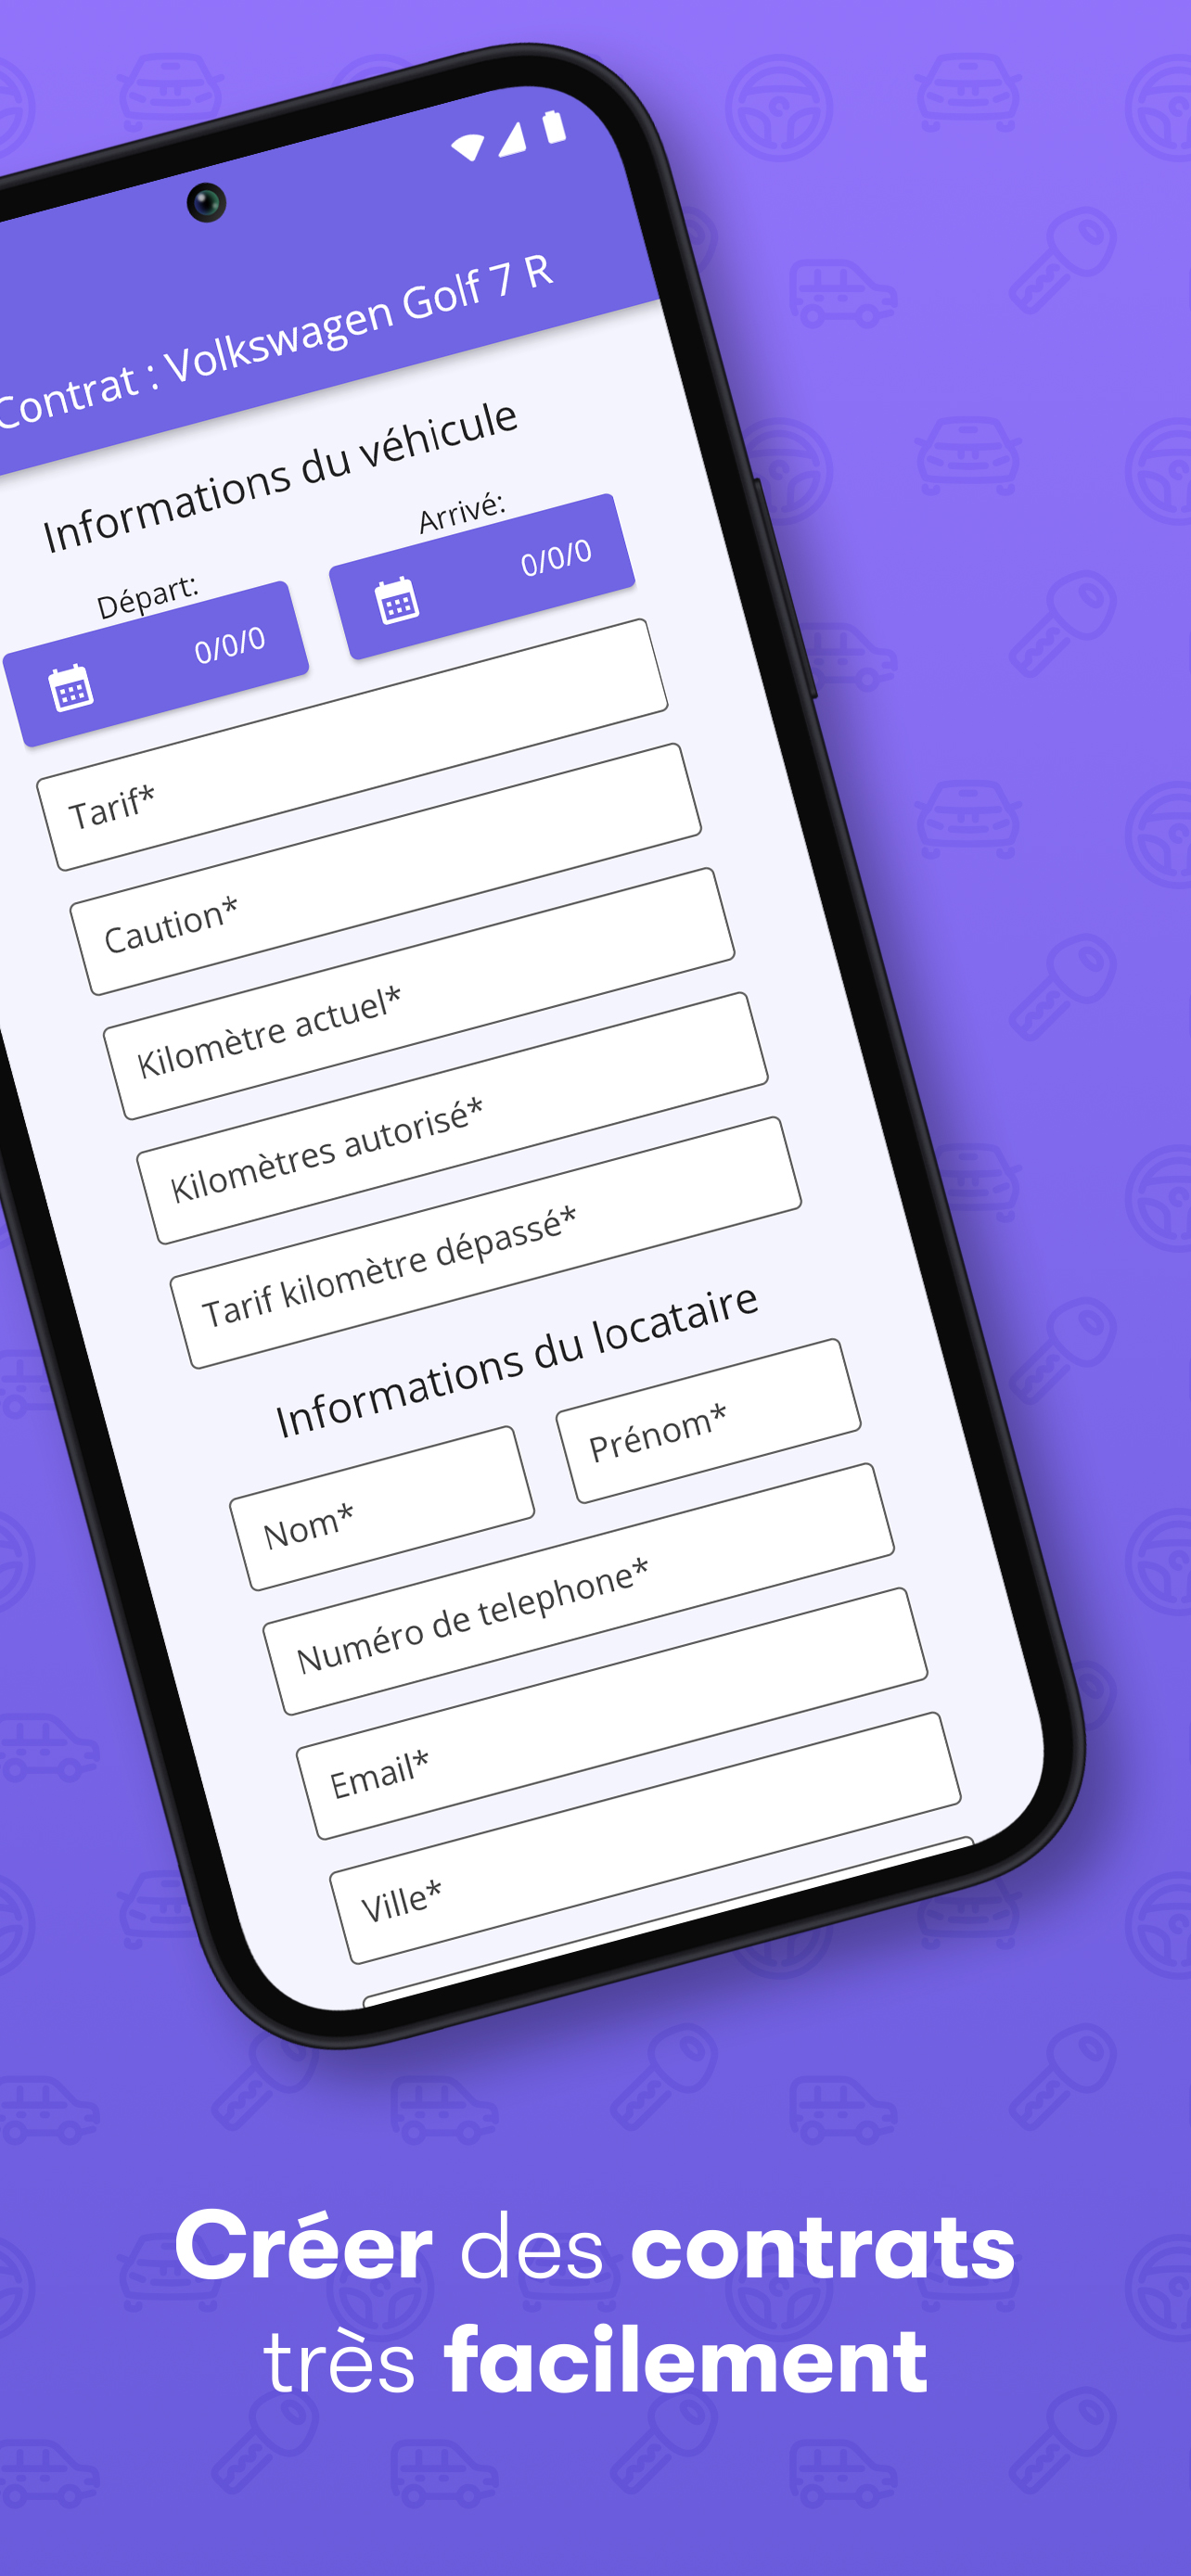 Contrat : Volkswagen Golf 7 R
Informations du véhicule
Départ:
Arrivé:
0/0/0
0/0/0
Tarif*
Caution*
Kilomètre actuel*
Kilomètres autorisé*
Tarif kilomètre dépassé*
Informations du locataire
Nom*
Prénom*
Numéro de telephone*
Email*
Ville*
Créer des contrats
très facilement